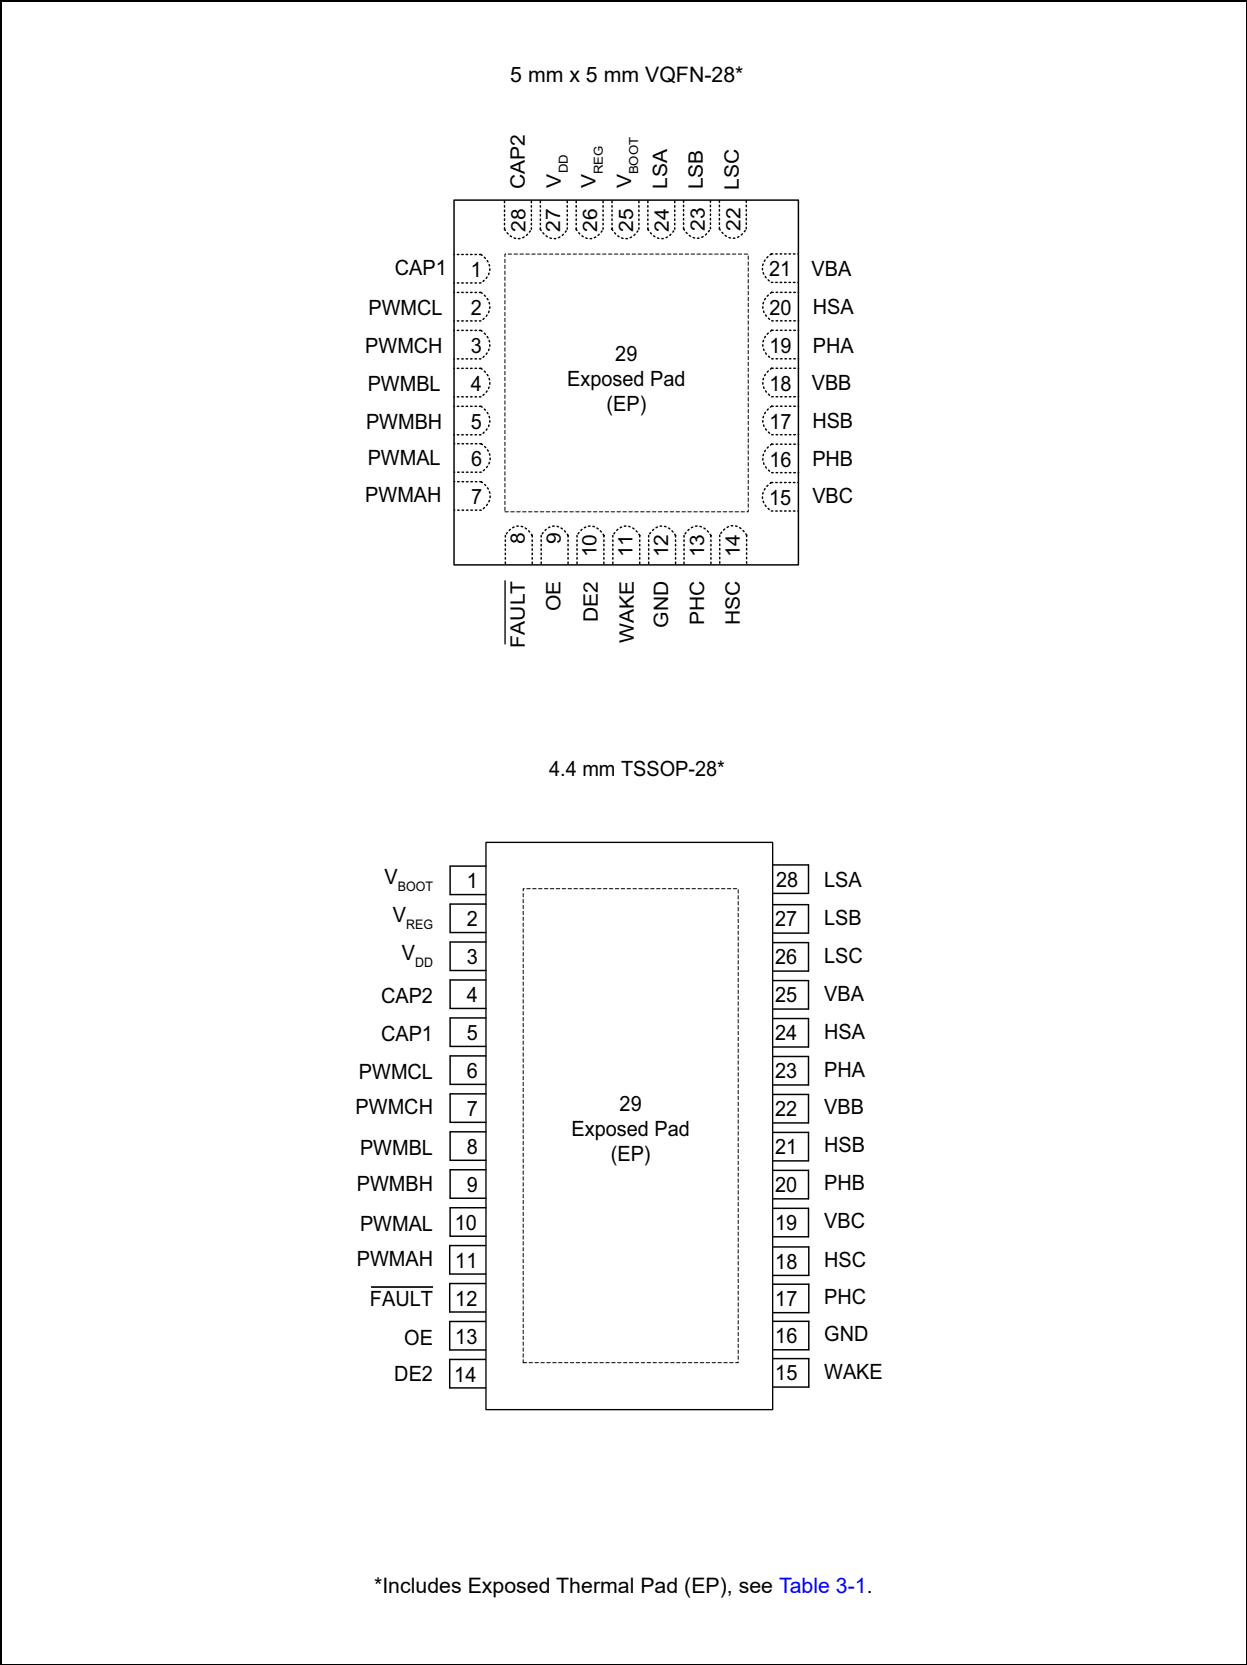 5 mm x 5 mm VQFN-28*
CAP2 VDD VREG VBOOT LSA LSB LSC
28 27 26 25 24 23 22
CAP1 1 21 VBA
PWMCL 2 20 HSA
PWMCH 3 19 PHA
PWMBL 4 18 VBB
PWMBH 5 17 HSB
PWMAL 6 16 PHB
PWMAH 7 15 VBC
29
Exposed Pad
(EP)
8 9 10 11 12 13 14
FAULT OE DE2 WAKE GND PHC HSC
4.4 mm TSSOP-28*
VBOOT 1 28 LSA
VREG 2 27 LSB
VDD 3 26 LSC
CAP2 4 25 VBA
CAP1 5 24 HSA
PWMCL 6 23 PHA
PWMCH 7 22 VBB
PWMBL 8 21 HSB
PWMBH 9 20 PHB
PWMAL 10 19 VBC
PWMAH 11 18 HSC
FAULT 12 17 PHC
OE 13 16 GND
DE2 14 15 WAKE
29
Exposed Pad
(EP)
*Includes Exposed Thermal Pad (EP), see Table 3-1.